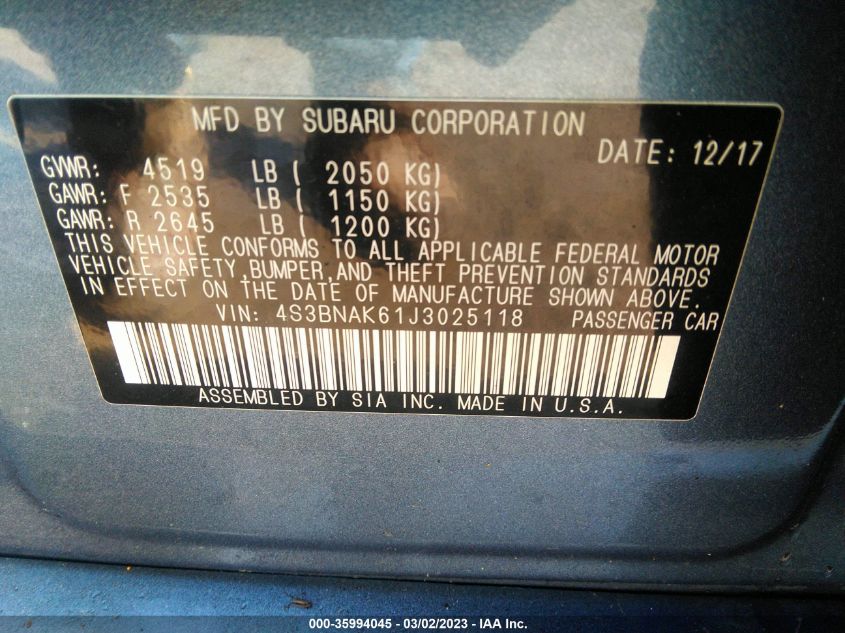 MFD BY SUBARU CORPORATION
DATE: 12/17
GVWR: 4519 LB ( 2050 KG)
GAWR: F 2535 LB ( 1150 KG)
GAWR: R 2645 LB ( 1200 KG)
THIS VEHICLE CONFORMS TO ALL APPLICABLE FEDERAL MOTOR
VEHICLE SAFETY,BUMPER,AND THEFT PREVENTION STANDARDS
IN EFFECT ON THE DATE OF MANUFACTURE SHOWN ABOVE.
VIN: 4S3BNAK61J3025118 PASSENGER CAR
ASSEMBLED BY SIA INC. MADE IN U.S.A.
000-35994045 - 03/02/2023 - IAA Inc.